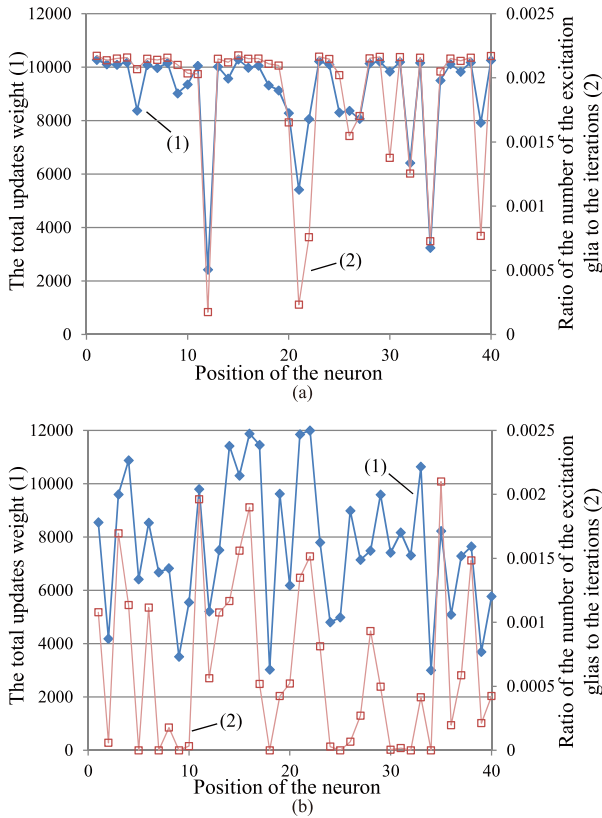 The total updates weight (1)
12000
10000
8000
6000
4000
2000
0
(1)
(2)
0.0025
0.002
0.0015
0.001
0.0005
0
Ratio of the number of the excitation
glia to the iterations (2)
0 10 20 30 40
Position of the neuron
(a)
The total updates weight (1)
12000
10000
8000
6000
4000
2000
0
(1)
(2)
0.0025
0.002
0.0015
0.001
0.0005
0
Ratio of the number of the excitation
glias to the iterations (2)
0 10 20 30 40
Position of the neuron
(b)